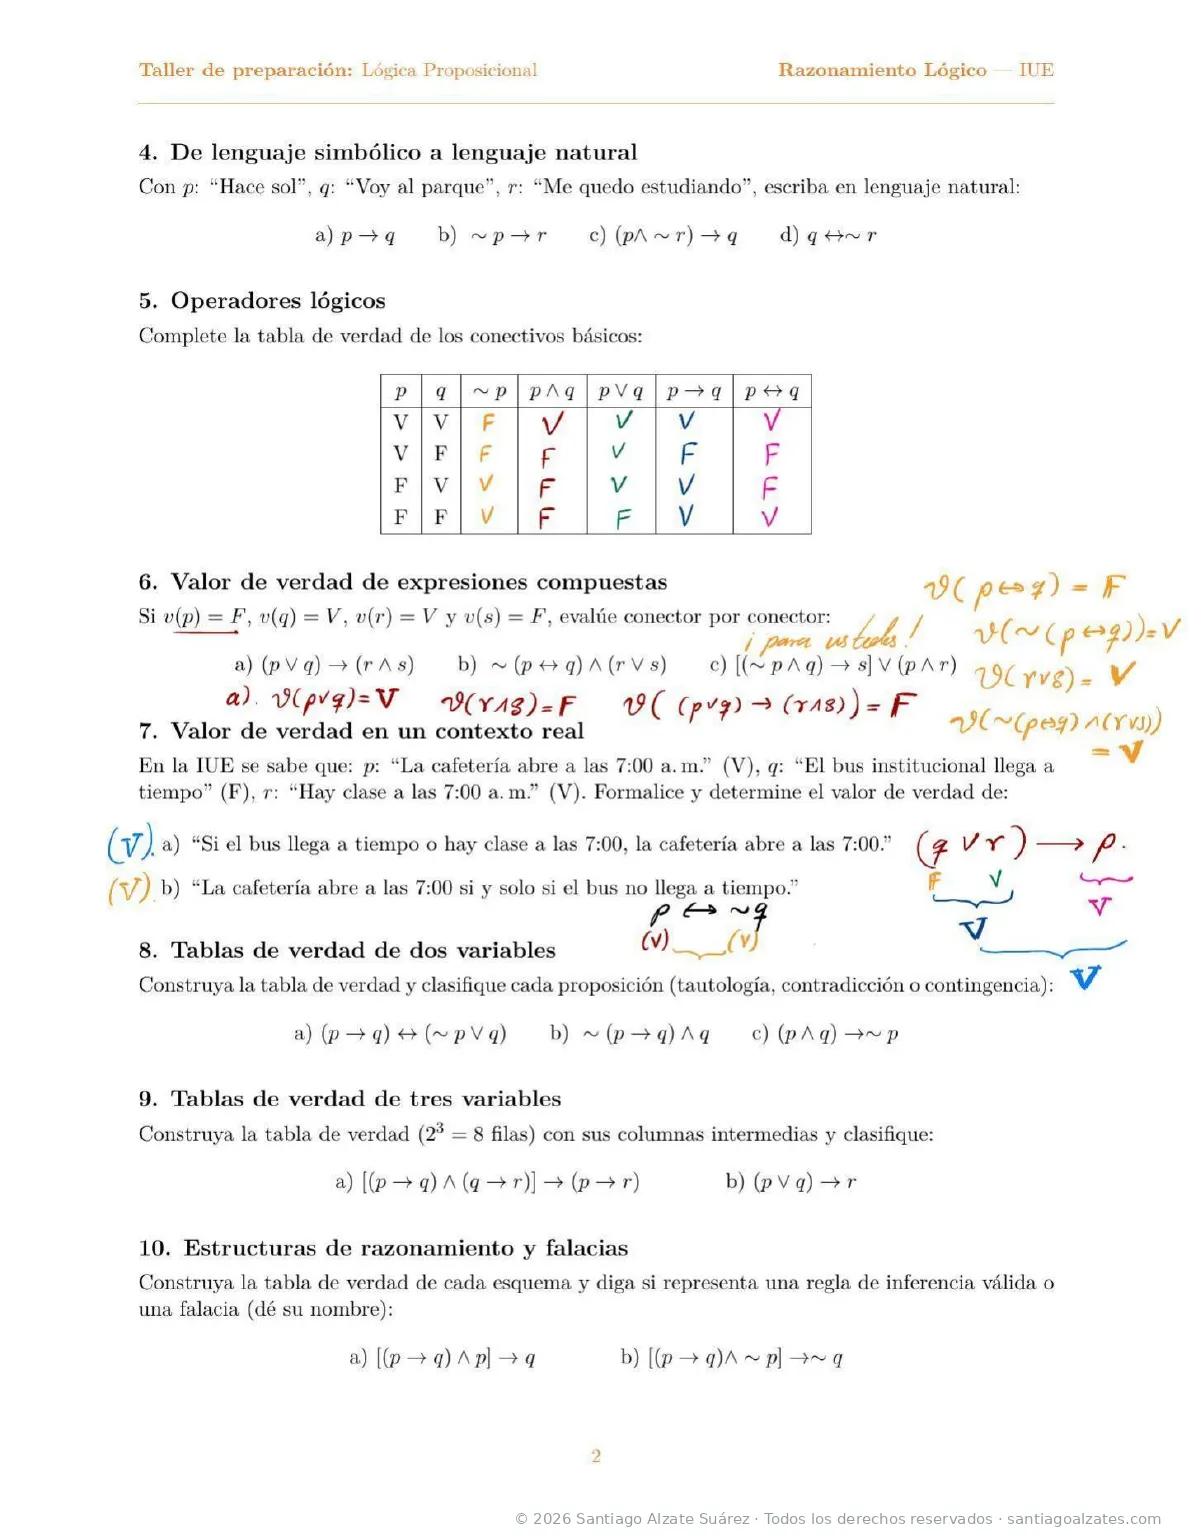 Taller de preparación: Lógica Proposicional Razonamiento Lógico — IUE
4. De lenguaje simbólico a lenguaje natural
Con p: “Hace sol”, q: “Voy al parque”, r: “Me quedo estudiando”, escriba en lenguaje natural:
a) p → q b) ∼ p → r c) (p∧ ∼ r) → q d) q ↔∼ r
5. Operadores lógicos
Complete la tabla de verdad de los conectivos básicos:
p q ∼ p p ∧ q p ∨ q p → q p ↔ q
V V F V V V V
V F F F V F F
F V V F V V F
F F V F F V V
6. Valor de verdad de expresiones compuestas
ϑ(p↔q) = F
Si v(p) = F, v(q) = V, v(r) = V y v(s) = F, evalúe conector por conector:
¡para ustedes!
ϑ(∼(p↔q))=V
a) (p ∨ q) → (r ∧ s) b) ∼ (p ↔ q) ∧ (r ∨ s) c) [(∼ p ∧ q) → s] ∨ (p ∧ r)
ϑ(r∨s)= V
a). ϑ(p∨q)=V ϑ(r∧s)=F ϑ((p∨q)→(r∧s))=F
ϑ(∼(p↔q)∧(r∨s))
= V
7. Valor de verdad en un contexto real
En la IUE se sabe que: p: “La cafetería abre a las 7:00 a. m.” (V), q: “El bus institucional llega a
tiempo” (F), r: “Hay clase a las 7:00 a. m.” (V). Formalice y determine el valor de verdad de:
(V). a) “Si el bus llega a tiempo o hay clase a las 7:00, la cafetería abre a las 7:00.” (q ∨ r) → p.
F V V
(V). b) “La cafetería abre a las 7:00 si y solo si el bus no llega a tiempo.”
p ↔ ∼q
V
(V) (V)
V
8. Tablas de verdad de dos variables
Construya la tabla de verdad y clasifique cada proposición (tautología, contradicción o contingencia):
a) (p → q) ↔ (∼ p ∨ q) b) ∼ (p → q) ∧ q c) (p ∧ q) →∼ p
9. Tablas de verdad de tres variables
Construya la tabla de verdad (2³ = 8 filas) con sus columnas intermedias y clasifique:
a) [(p → q) ∧ (q → r)] → (p → r) b) (p ∨ q) → r
10. Estructuras de razonamiento y falacias
Construya la tabla de verdad de cada esquema y diga si representa una regla de inferencia válida o
una falacia (dé su nombre):
a) [(p → q) ∧ p] → q b) [(p → q)∧ ∼ p] →∼ q
2
© 2026 Santiago Alzate Suárez · Todos los derechos reservados · santiagoalzates.com